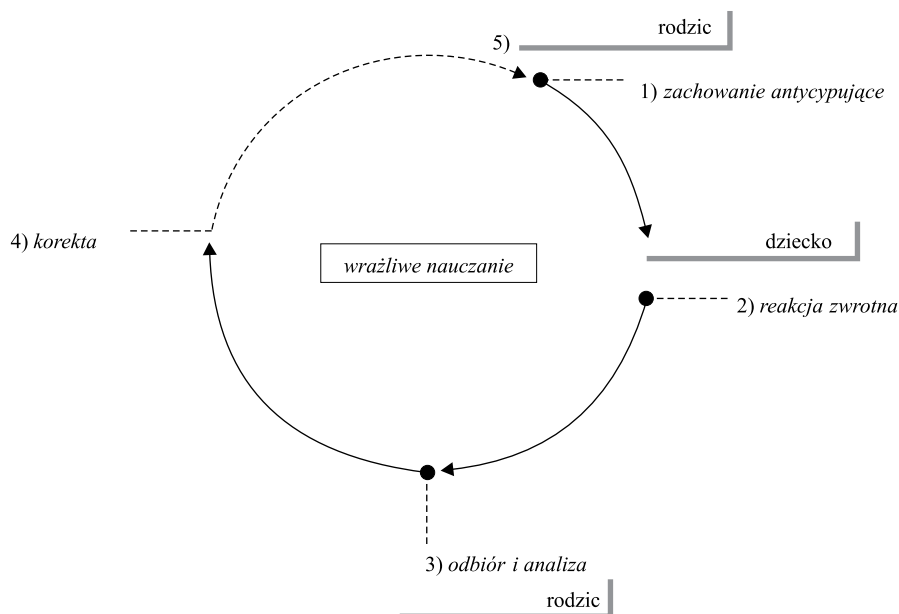 rodzic
5)
1) zachowanie antycypujące
dziecko
4) korekta
wrażliwe nauczanie
2) reakcja zwrotna
3) odbiór i analiza
rodzic